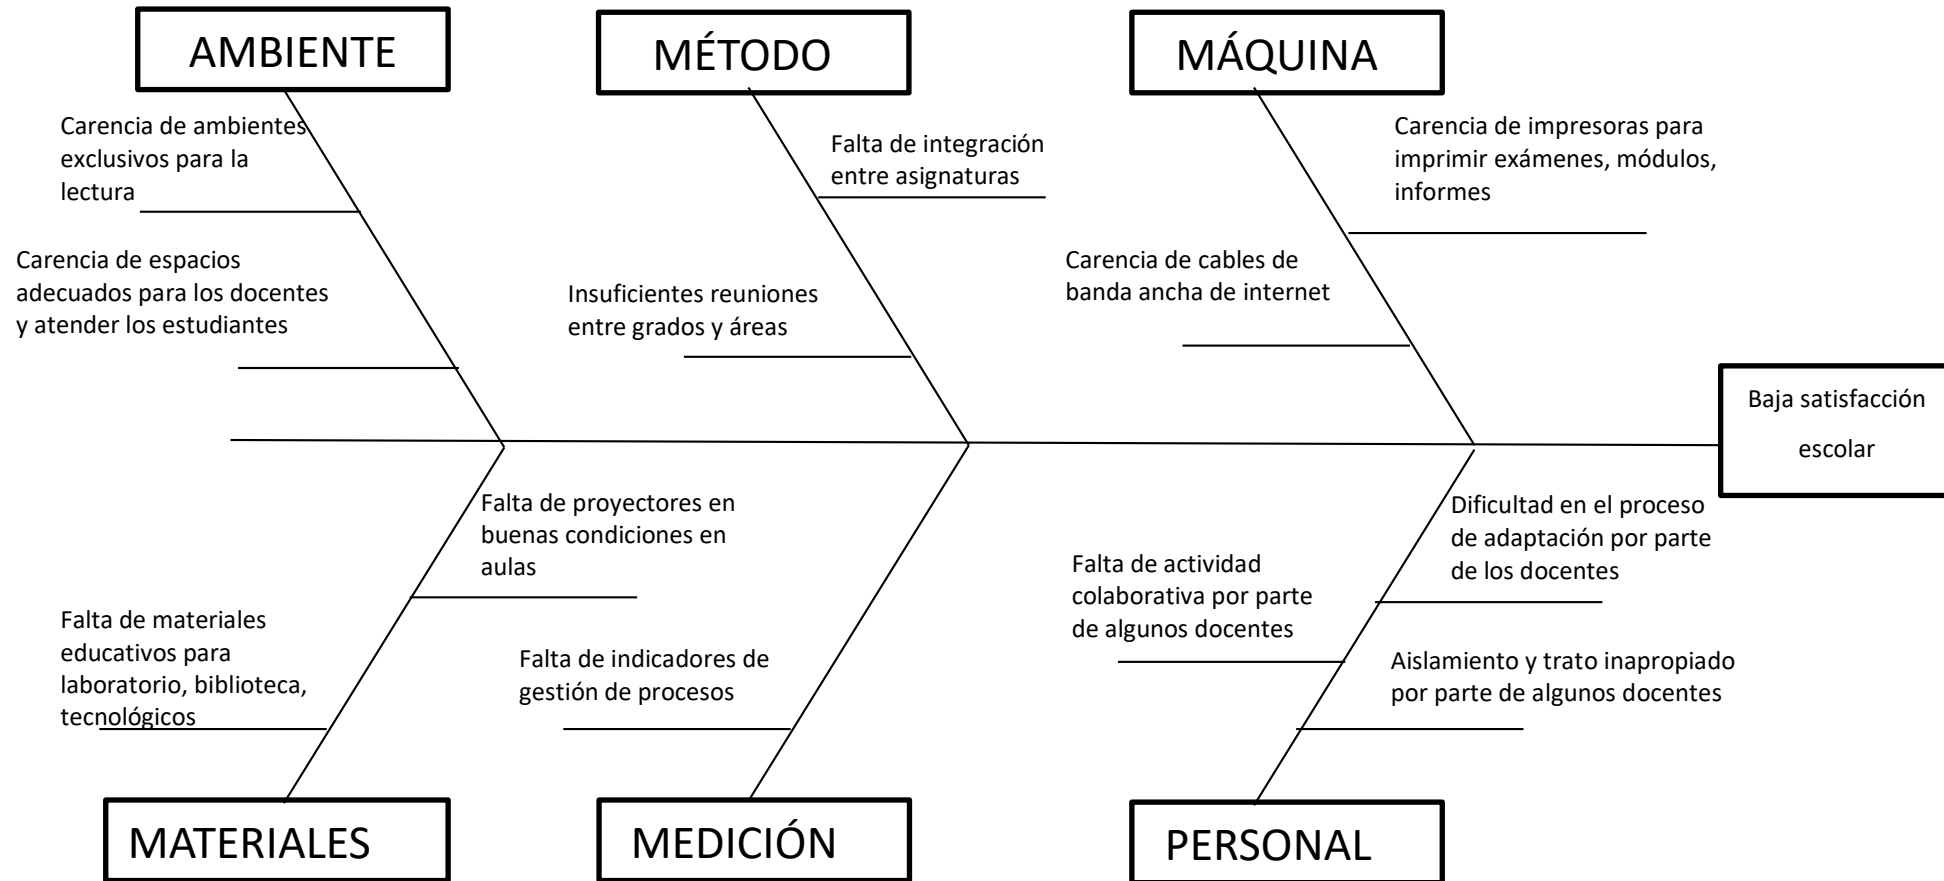 AMBIENTE
MÉTODO
MÁQUINA
Carencia de ambientes
exclusivos para la
lectura
Falta de integración
entre asignaturas
Carencia de impresoras para
imprimir exámenes, módulos,
informes
Carencia de espacios
adecuados para los docentes
y atender los estudiantes
Insuficientes reuniones
entre grados y áreas
Carencia de cables de
banda ancha de internet
Baja satisfacción
escolar
Falta de proyectores en
buenas condiciones en
aulas
Dificultad en el proceso
de adaptación por parte
de los docentes
Falta de actividad
colaborativa por parte
de algunos docentes
Falta de materiales
educativos para
laboratorio, biblioteca,
tecnológicos
Falta de indicadores de
gestión de procesos
Aislamiento y trato inapropiado
por parte de algunos docentes
MATERIALES
MEDICIÓN
PERSONAL